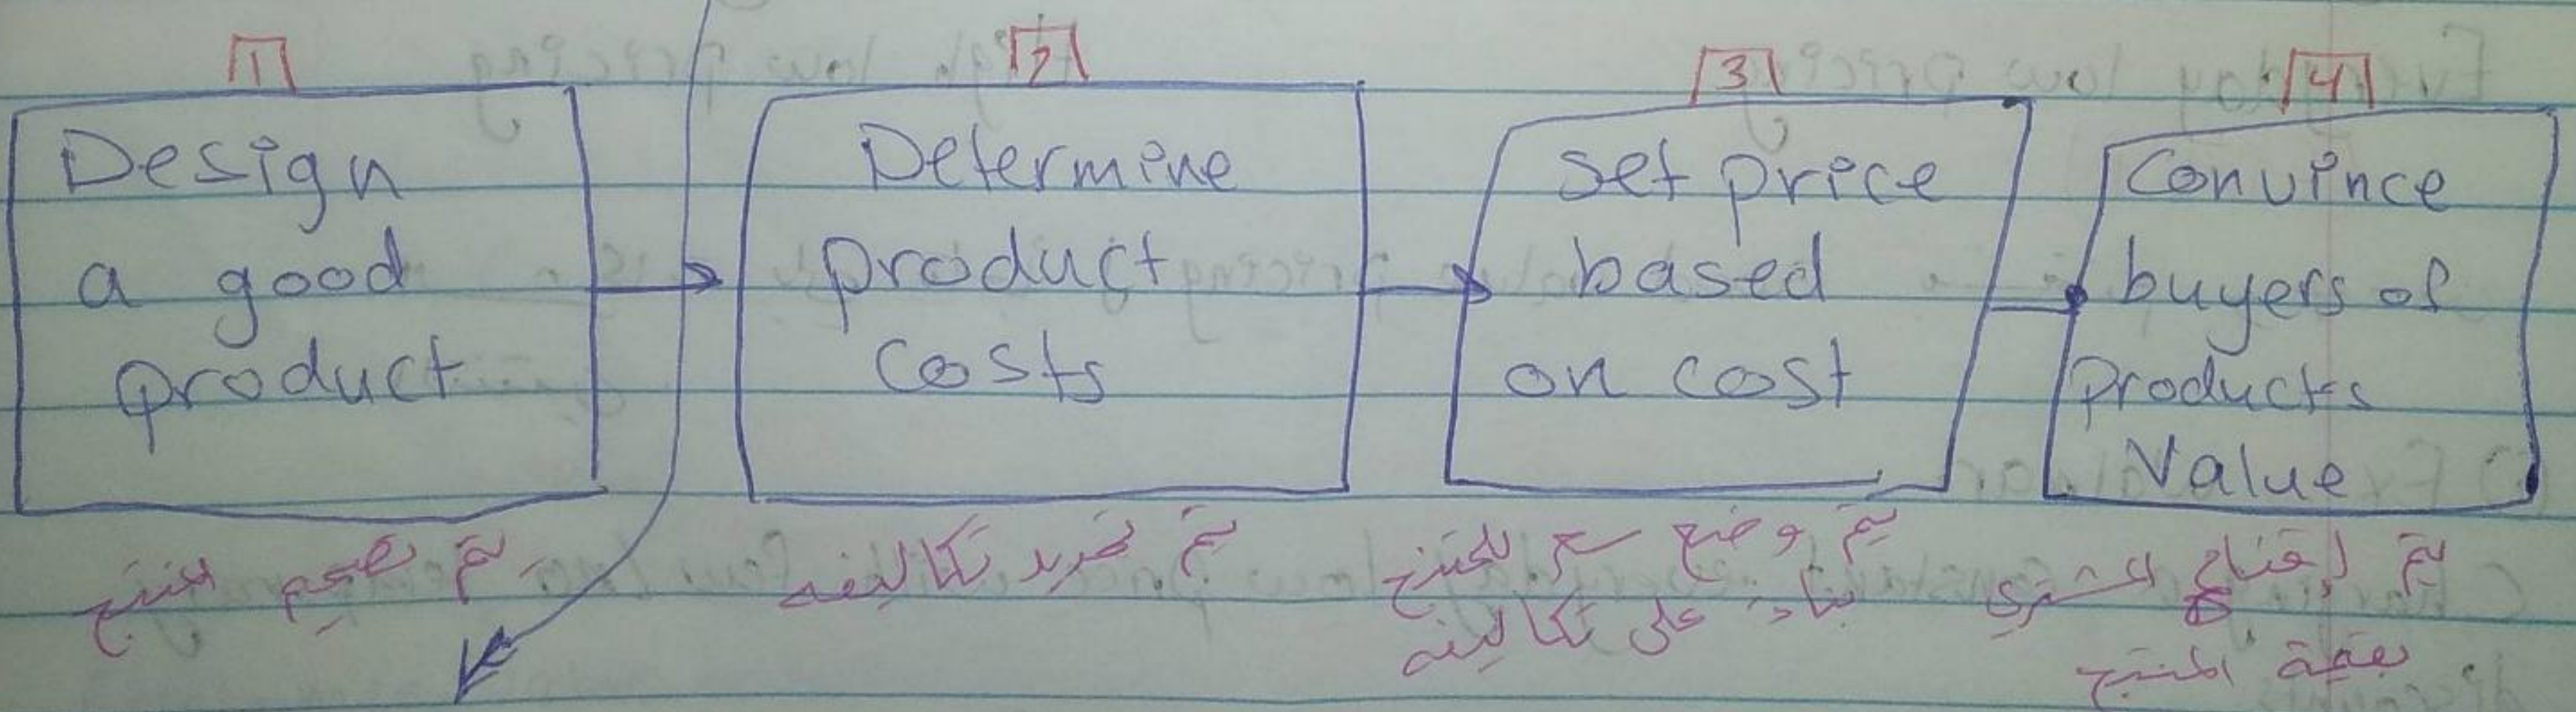 1
Design
a good
product
يتم تصميم المنتج
2
Determine
product
costs
يتم تحديد تكاليفه
3
set price
based
on cost
يتم وضع سعر للمنتج
بناء على تكاليفه
4
Convince
buyers of
products
Value
يتم إقناع المشتري
بقيمة المنتج